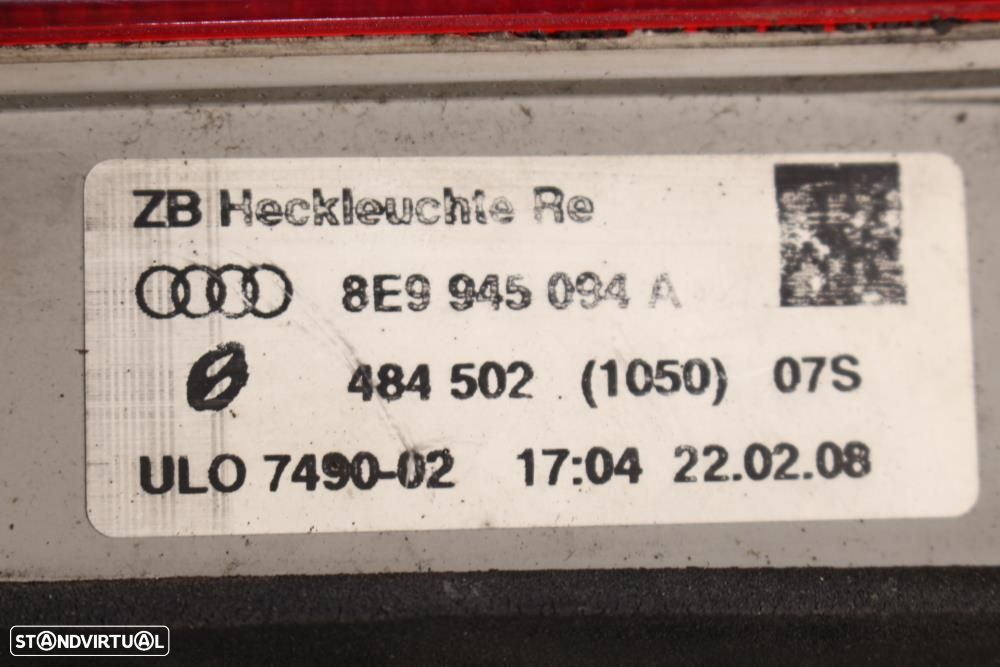 ZB Heckleuchte Re
8E9 945 094 A
484 502 (1050) 07S
ULO 7490-02 17:04 22.02.08
STANDVIRTUAL